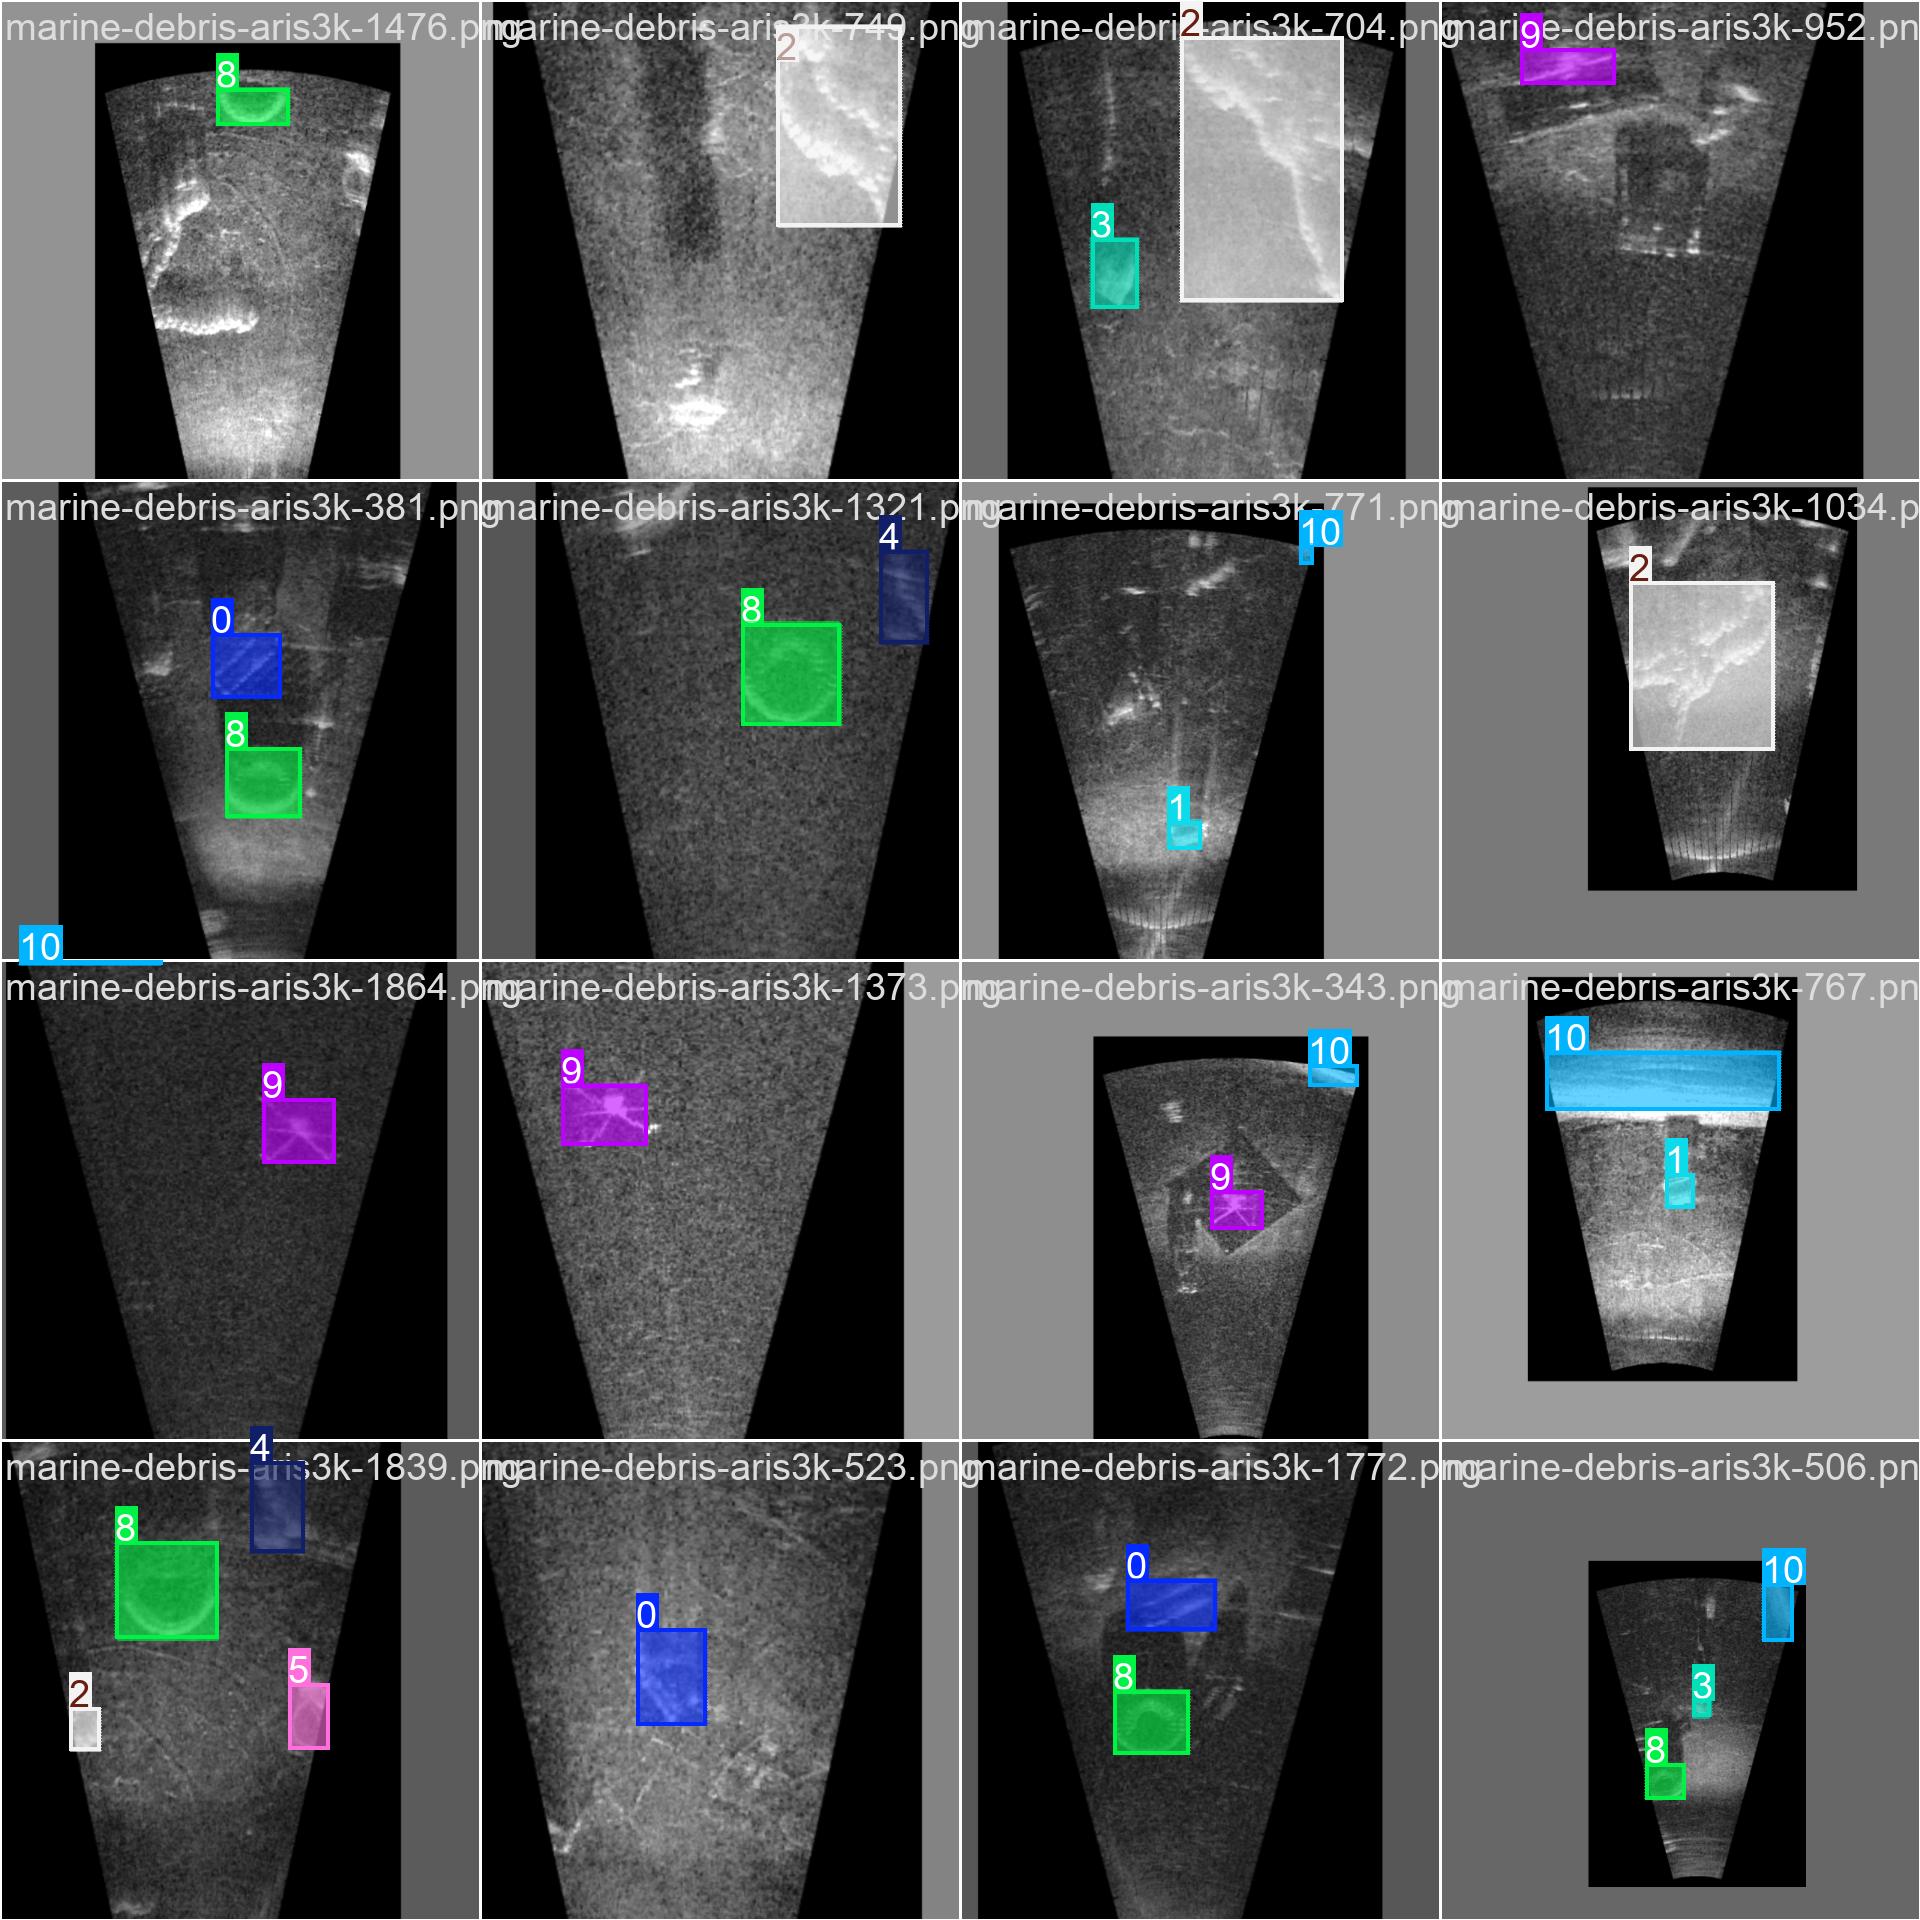 marine-debris-aris3k-1476.png
8
marine-debris-aris3k-749.png
2
marine-debris-aris3k-704.png
2
3
marine-debris-aris3k-952.pn
9
marine-debris-aris3k-381.png
0
8
10
marine-debris-aris3k-1321.png
4
8
marine-debris-aris3k-771.png
10
1
marine-debris-aris3k-1034.p
2
marine-debris-aris3k-1864.png
9
marine-debris-aris3k-1373.png
9
marine-debris-aris3k-343.png
10
9
marine-debris-aris3k-767.pn
10
1
marine-debris-aris3k-1839.png
4
8
5
2
marine-debris-aris3k-523.png
0
marine-debris-aris3k-1772.png
0
8
marine-debris-aris3k-506.pn
10
3
8